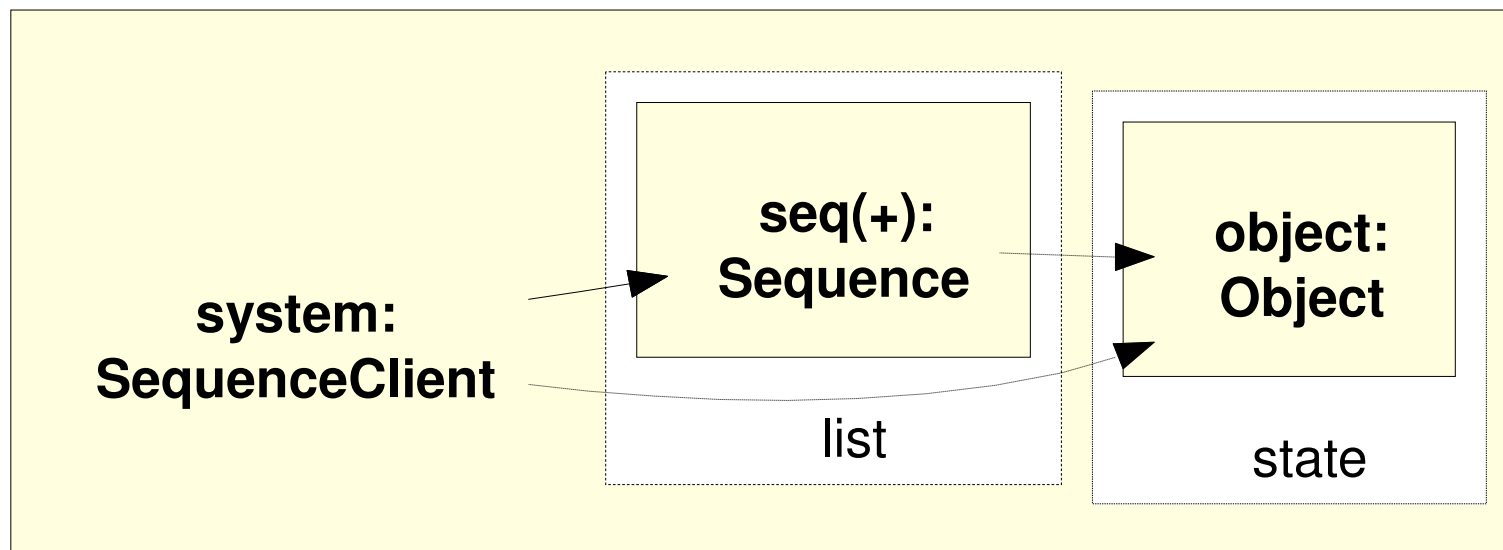 system:
SequenceClient
seq(+):
Sequence
list
object:
Object
state